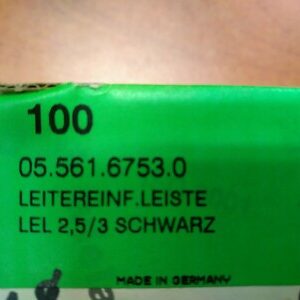 100
05.561.6753.0
LEITEREINF.LEISTE
LEL 2,5/3 SCHWARZ
MADE IN GERMANY